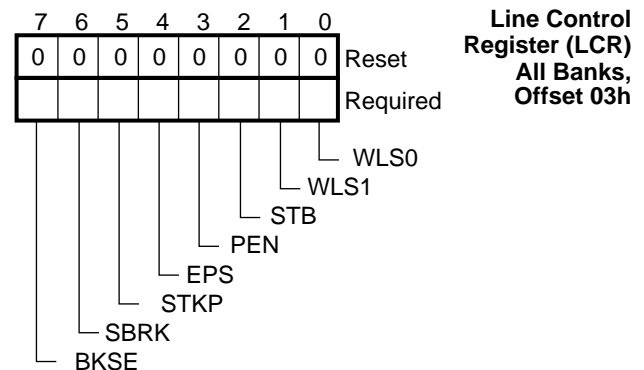 7 6 5 4 3 2 1 0
0 0 0 0 0 0 0 0 Reset
Required
WLS0
WLS1
STB
PEN
EPS
STKP
SBRK
BKSE
Line Control
Register (LCR)
All Banks,
Offset 03h